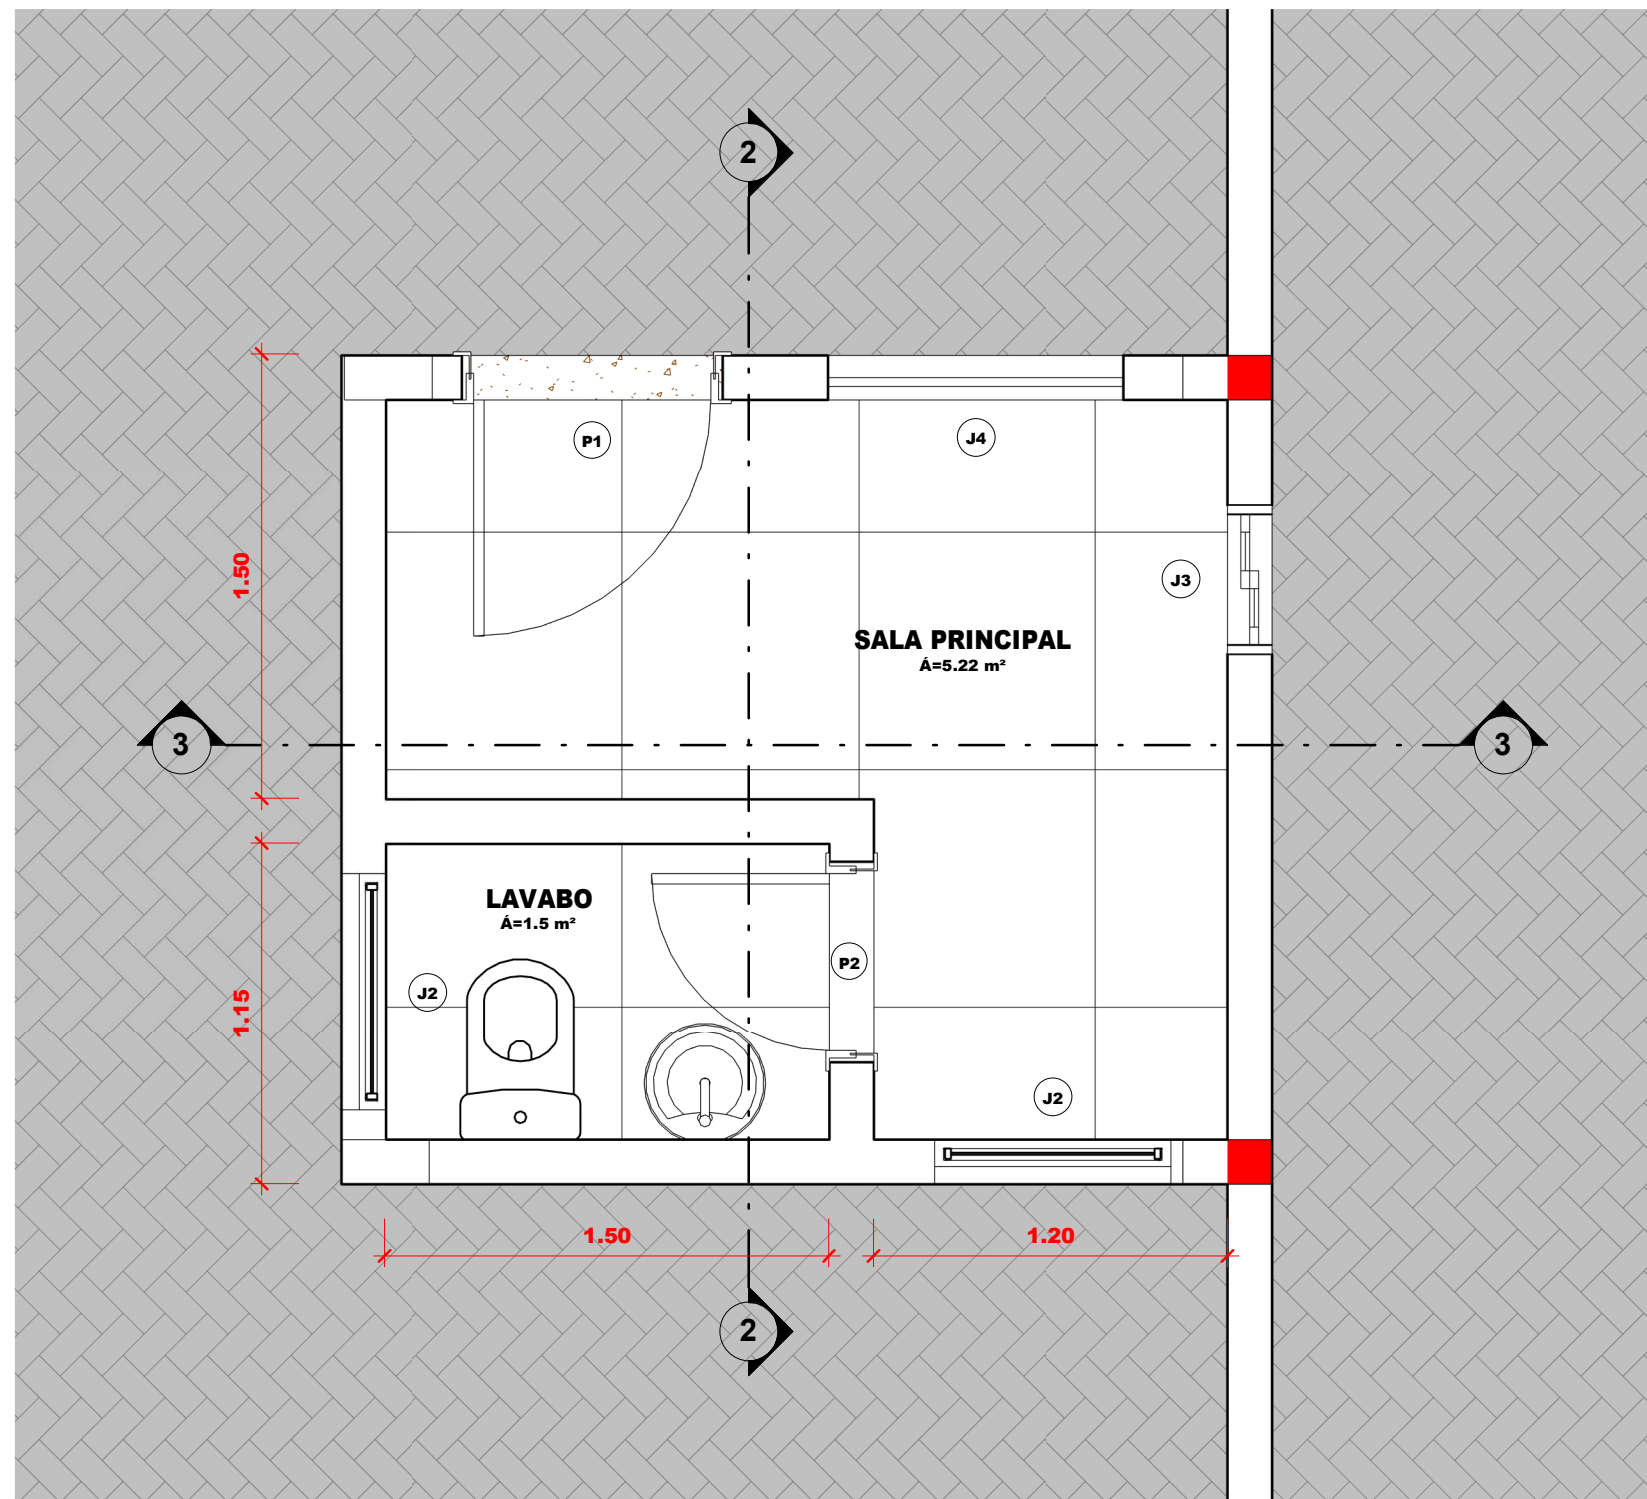 2
P1
J4
1.50
J3
SALA PRINCIPAL
Á=5.22 m²
3
3
LAVABO
Á=1.5 m²
P2
J2
1.15
J2
1.50
1.20
2